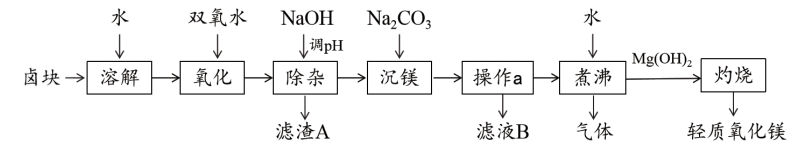 水 双氧水 NaOH Na₂CO₃ 水
调pH
卤块 溶解 氧化 除杂 沉镁 操作a 煮沸 Mg(OH)₂ 灼烧
滤渣A 滤液B 气体 轻质氧化镁